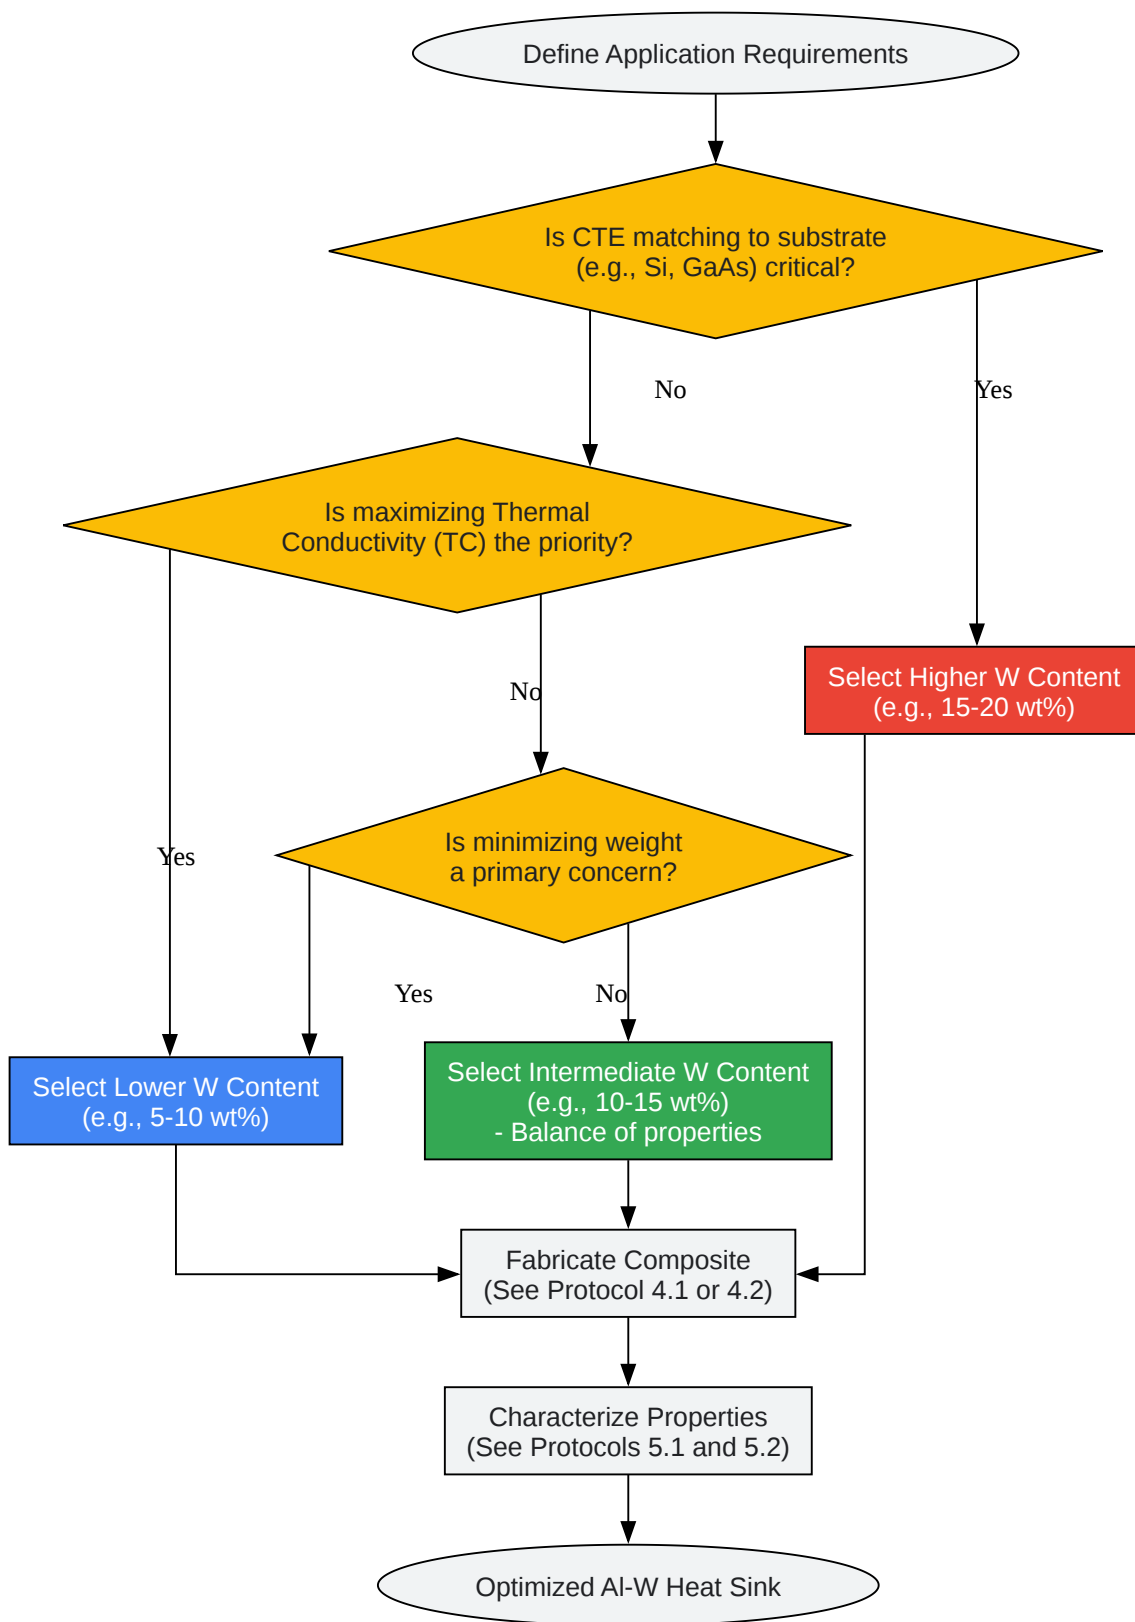 Define Application Requirements
Is CTE matching to substrate
(e.g., Si, GaAs) critical?
No
Yes
Is maximizing Thermal
Conductivity (TC) the priority?
No
Select Higher W Content
(e.g., 15-20 wt%)
Yes
Is minimizing weight
a primary concern?
Yes
No
Select Lower W Content
(e.g., 5-10 wt%)
Select Intermediate W Content
(e.g., 10-15 wt%)
- Balance of properties
Fabricate Composite
(See Protocol 4.1 or 4.2)
Characterize Properties
(See Protocols 5.1 and 5.2)
Optimized Al-W Heat Sink